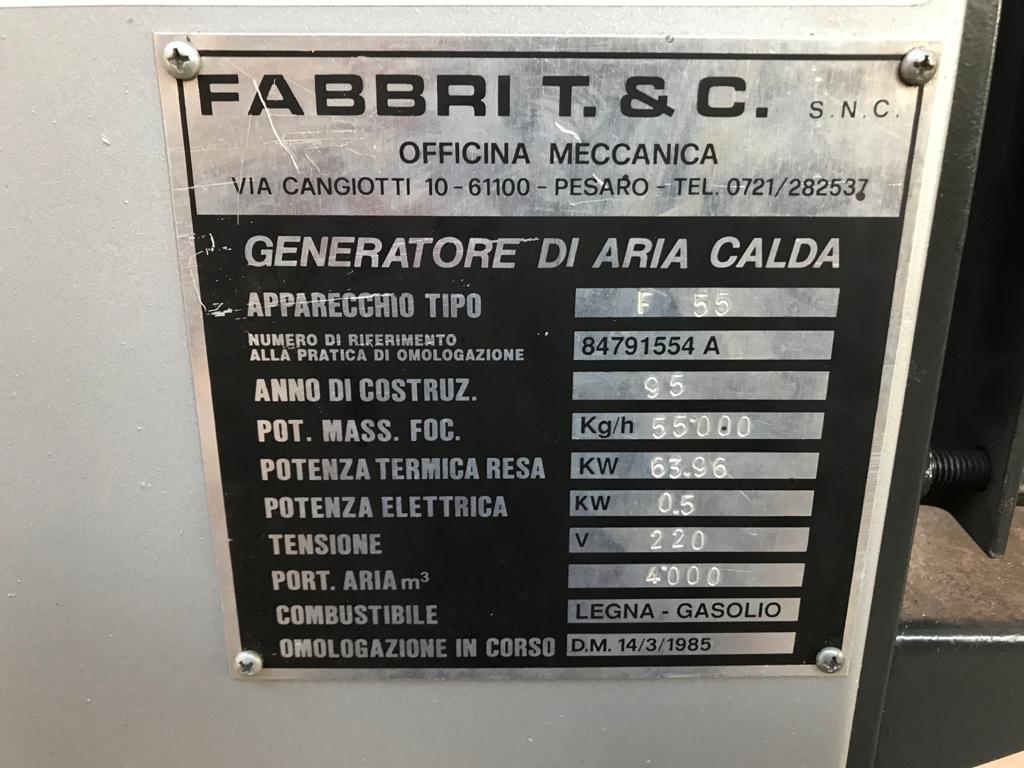 FABBRI T. & C. S.N.C.
OFFICINA MECCANICA
VIA CANGIOTTI 10 - 61100 - PESARO - TEL. 0721/282537
GENERATORE DI ARIA CALDA
APPARECCHIO TIPO F 55
NUMERO DI RIFERIMENTO
ALLA PRATICA DI OMOLOGAZIONE 84791554 A
ANNO DI COSTRUZ. 95
POT. MASS. FOC. Kg/h 55000
POTENZA TERMICA RESA KW 63.96
POTENZA ELETTRICA KW 0.5
TENSIONE V 220
PORT. ARIA m³ 4000
COMBUSTIBILE LEGNA - GASOLIO
OMOLOGAZIONE IN CORSO D.M. 14/3/1985